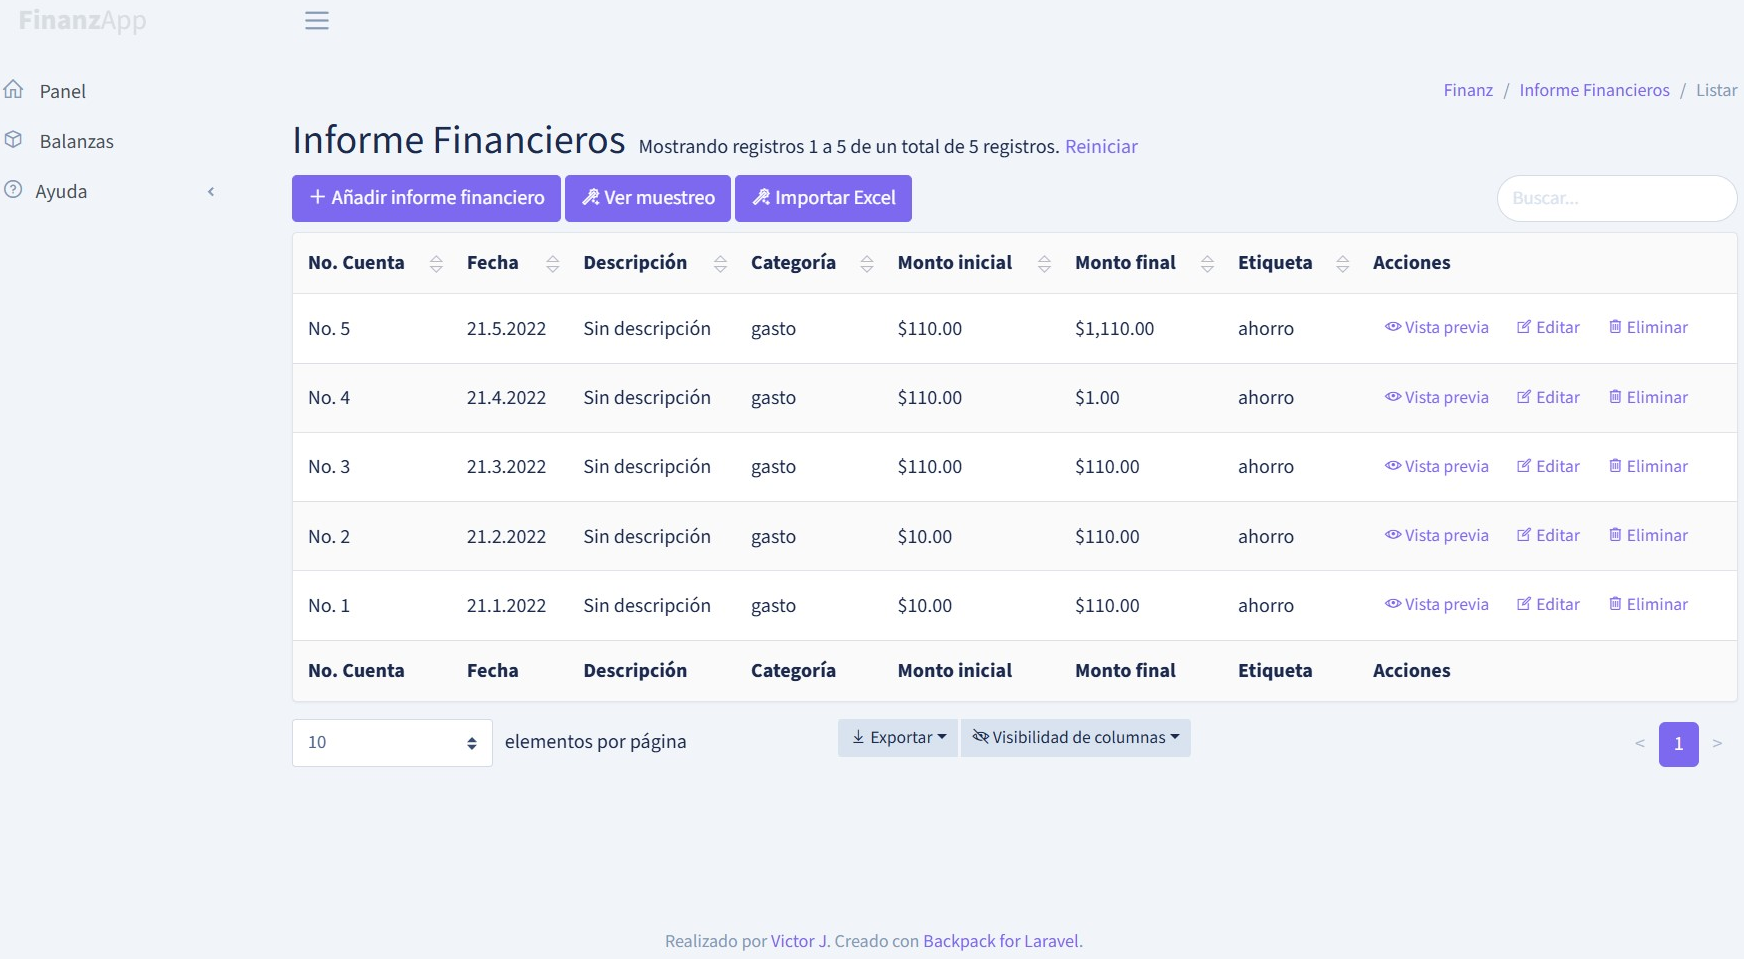 FinanzApp
Panel
Balanzas
Ayuda
Finanz / Informe Financieros / Listar
Informe Financieros Mostrando registros 1 a 5 de un total de 5 registros. Reiniciar
Añadir informe financiero Ver muestreo Importar Excel Buscar...
No. Cuenta Fecha Descripción Categoría Monto inicial Monto final Etiqueta Acciones
No. 5 21.5.2022 Sin descripción gasto $110.00 $1,110.00 ahorro Vista previa Editar Eliminar
No. 4 21.4.2022 Sin descripción gasto $110.00 $1.00 ahorro Vista previa Editar Eliminar
No. 3 21.3.2022 Sin descripción gasto $110.00 $110.00 ahorro Vista previa Editar Eliminar
No. 2 21.2.2022 Sin descripción gasto $10.00 $110.00 ahorro Vista previa Editar Eliminar
No. 1 21.1.2022 Sin descripción gasto $10.00 $110.00 ahorro Vista previa Editar Eliminar
No. Cuenta Fecha Descripción Categoría Monto inicial Monto final Etiqueta Acciones
10 elementos por página Exportar Visibilidad de columnas < 1 >
Realizado por Victor J. Creado con Backpack for Laravel.